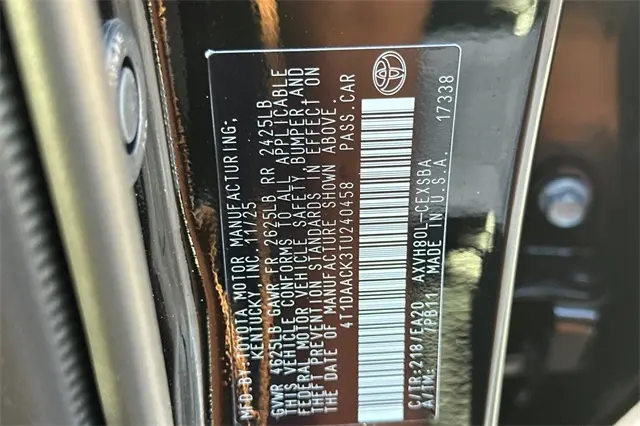 MFD.BY:TOYOTA MOTOR MANUFACTURING,
KENTUCKY, INC. 11/25
GVWR 4625LB GAWR FR 2625LB RR 2425LB
THIS VEHICLE CONFORMS TO ALL APPLICABLE
FEDERAL MOTOR VEHICLE SAFETY, BUMPER, AND
THEFT PREVENTION STANDARDS IN EFFECT ON
THE DATE OF MANUFACTURE SHOWN ABOVE.
4T1DAACK3TU240458 PASS.CAR
C/TR:218/EA20 AXVH80L-CEXSBA
A/TM: 7PB11 MADE IN U.S.A. 17338